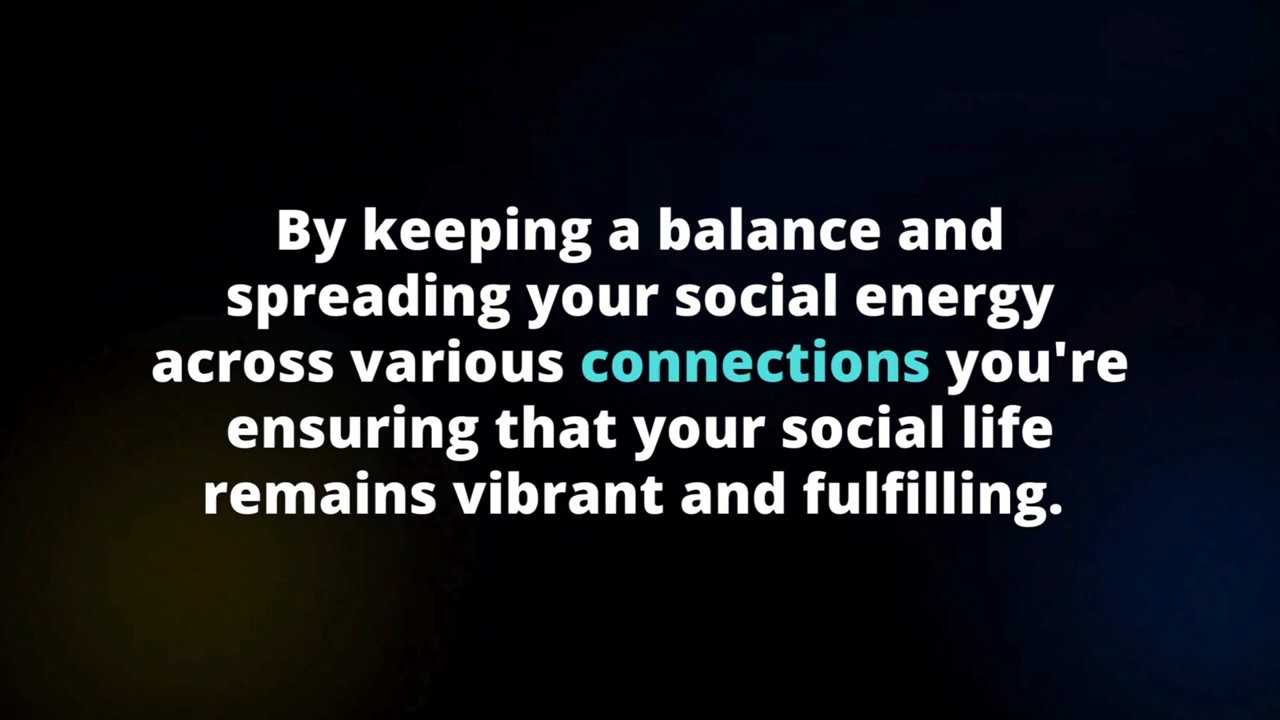 By keeping a balance and
spreading your social energy
across various connections you're
ensuring that your social life
remains vibrant and fulfilling.